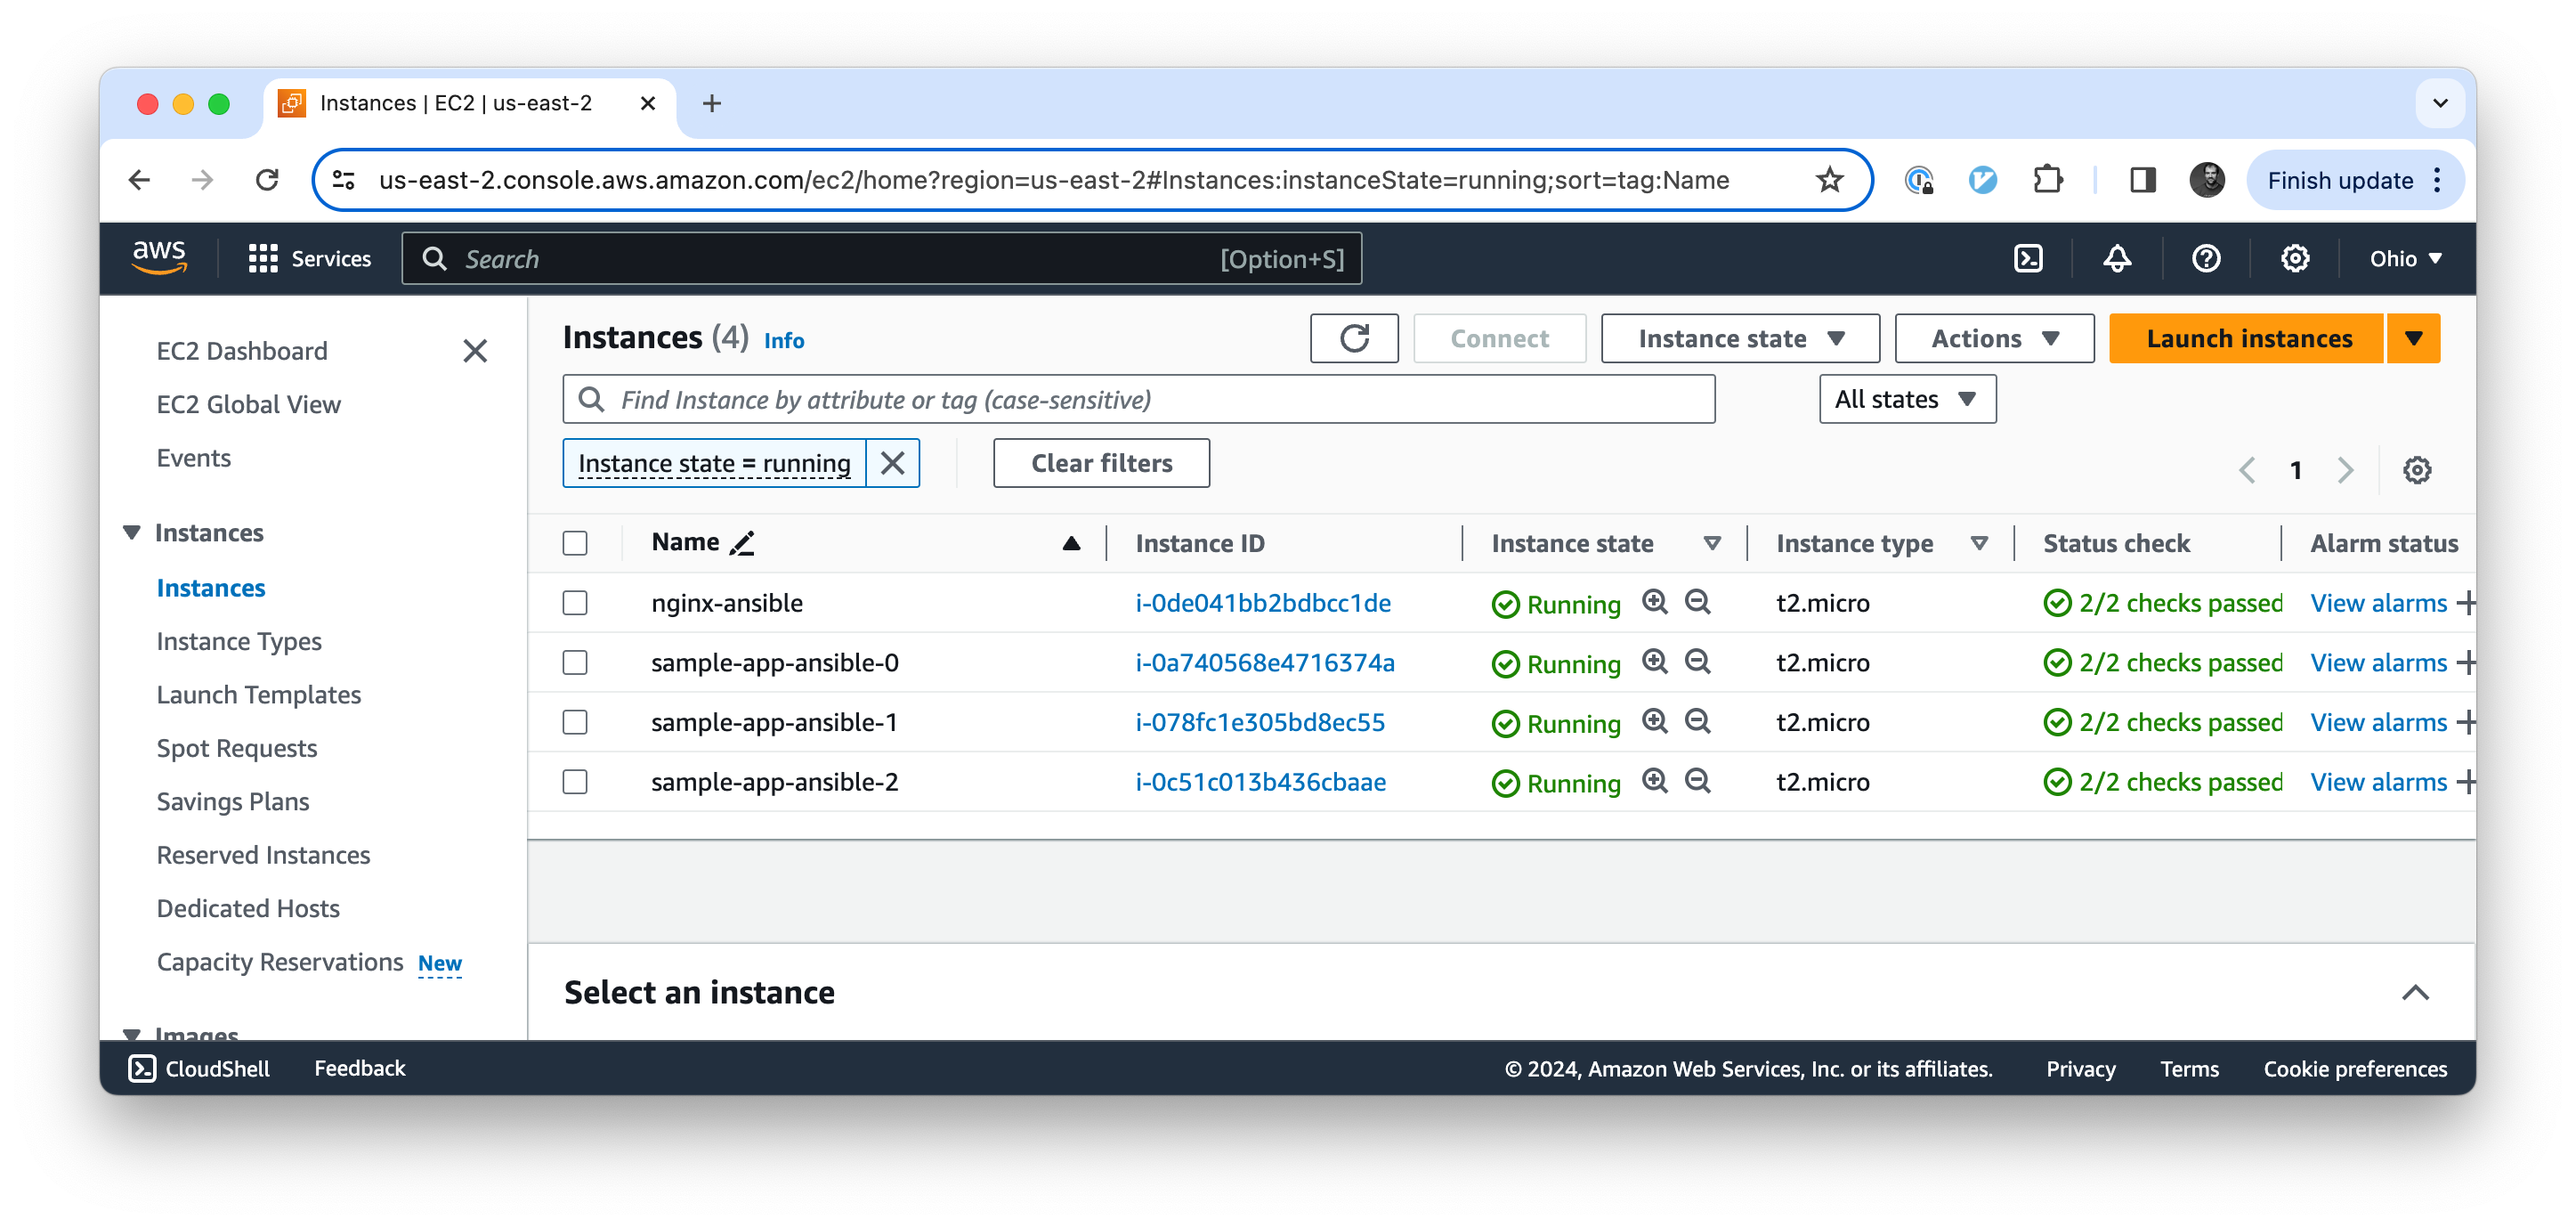 Instances | EC2 | us-east-2
us-east-2.console.aws.amazon.com/ec2/home?region=us-east-2#Instances:instanceState=running;sort=tag:Name
Finish update
aws
Services
Search
[Option+S]
Ohio
EC2 Dashboard
EC2 Global View
Events
Instances
Instances
Instance Types
Launch Templates
Spot Requests
Savings Plans
Reserved Instances
Dedicated Hosts
Capacity Reservations New
Images
Instances (4) Info
Connect
Instance state
Actions
Launch instances
Find Instance by attribute or tag (case-sensitive)
All states
Instance state = running
Clear filters
1
Name Instance ID Instance state Instance type Status check Alarm status
nginx-ansible i-0de041bb2bdbcc1de Running t2.micro 2/2 checks passed View alarms
sample-app-ansible-0 i-0a740568e4716374a Running t2.micro 2/2 checks passed View alarms
sample-app-ansible-1 i-078fc1e305bd8ec55 Running t2.micro 2/2 checks passed View alarms
sample-app-ansible-2 i-0c51c013b436cbaae Running t2.micro 2/2 checks passed View alarms
Select an instance
CloudShell
Feedback
© 2024, Amazon Web Services, Inc. or its affiliates.
Privacy
Terms
Cookie preferences